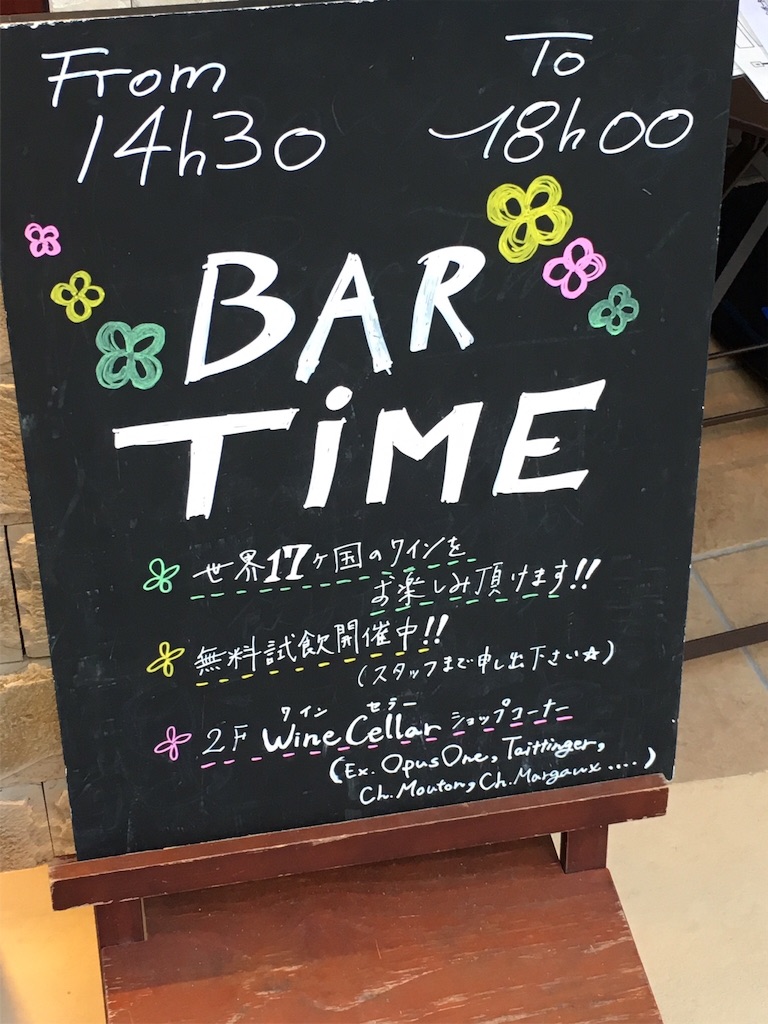 From To
14h30 18h00
BAR
TiME
世界17ヶ国のワインを
お楽しみ頂けます!!
無料試飲開催中!!
(スタッフまで申し出下さい☆)
ワイン セラー
2F Wine Cellar ショップコーナー
(Ex. Opus One, Taittinger,
Ch. Mouton, Ch. Margaux ....)